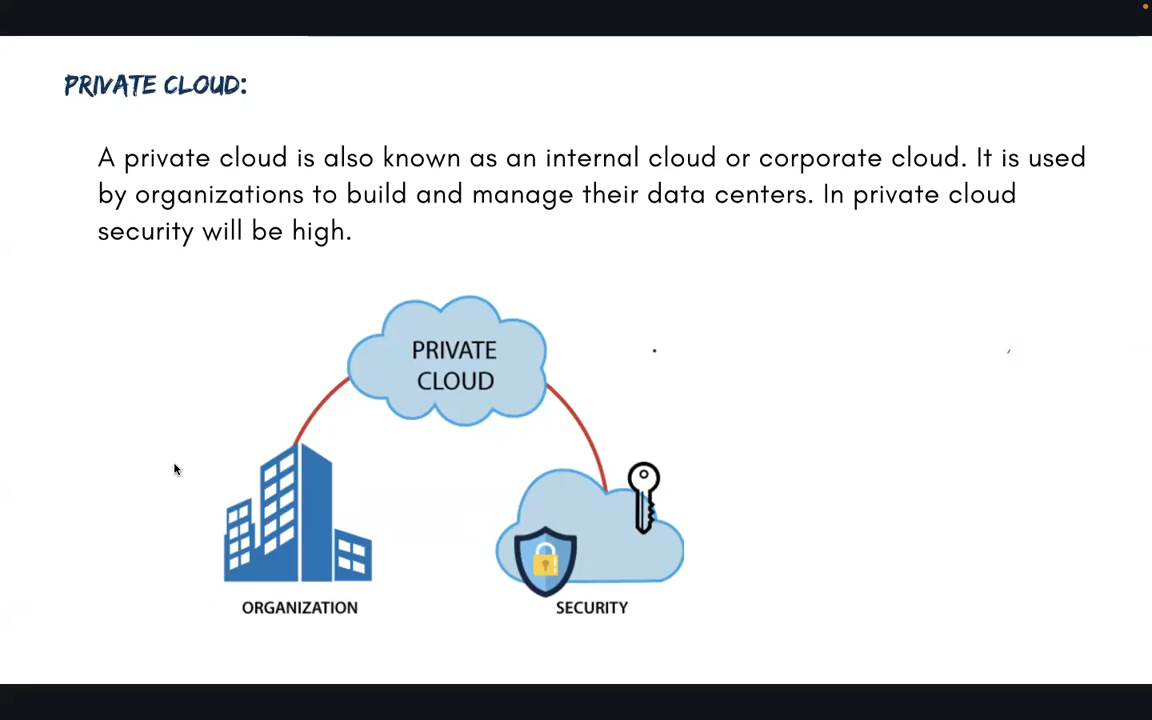 PRIVATE CLOUD:
A private cloud is also known as an internal cloud or corporate cloud. It is used
by organizations to build and manage their data centers. In private cloud
security will be high.
PRIVATE
CLOUD
ORGANIZATION
SECURITY